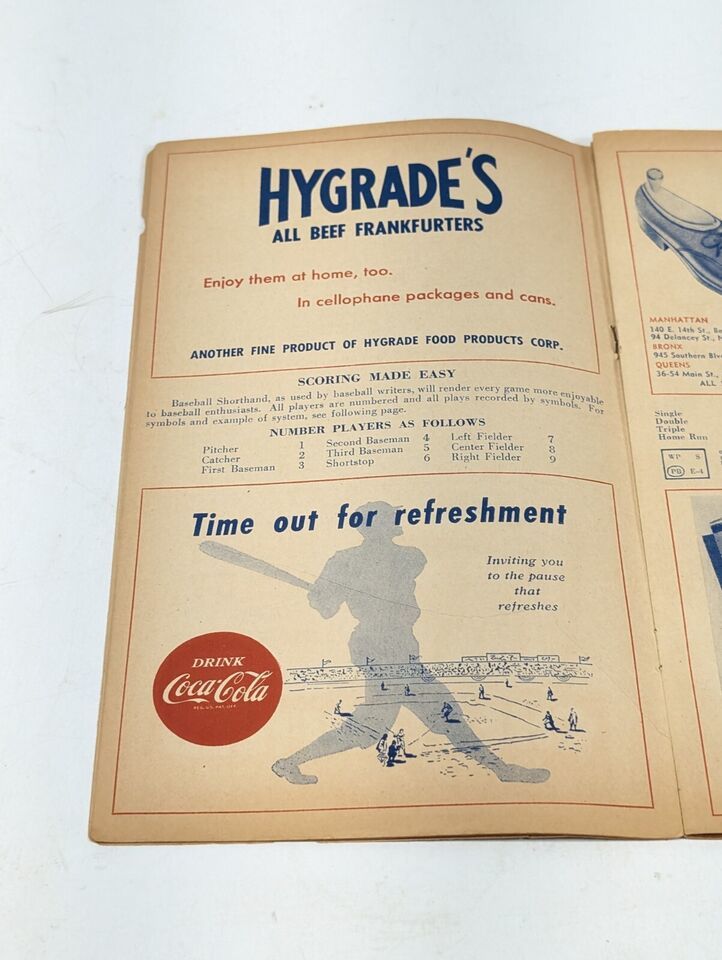 HYGRADE'S
ALL BEEF FRANKFURTERS
Enjoy them at home, too.
In cellophane packages and cans.
ANOTHER FINE PRODUCT OF HYGRADE FOOD PRODUCTS CORP.
SCORING MADE EASY
Baseball Shorthand, as used by baseball writers, will render every game more enjoyable
to baseball enthusiasts. All players are numbered and all plays recorded by symbols. For
symbols and example of system, see following page.
NUMBER PLAYERS AS FOLLOWS
Pitcher 1 Second Baseman 4 Left Fielder 7
Catcher 2 Third Baseman 5 Center Fielder 8
First Baseman 3 Shortstop 6 Right Fielder 9
Time out for refreshment
Inviting you
to the pause
that
refreshes
DRINK
Coca-Cola
REG. U.S. PAT. OFF.
MANHATTAN
140 E. 14th St.,
94 Delancey St.,
BRONX
945 Southern
QUEENS
36-54 Main St.,
ALL
Single
Double
Triple
Home Run
WP S
PB E-4